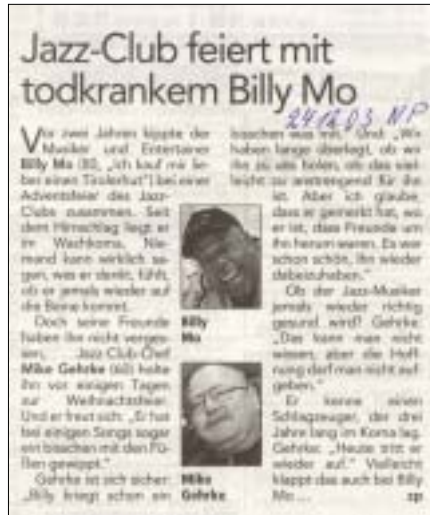 Jazz-Club feiert mit
todkrankem Billy Mo
24.12.03 NP
Vor zwei Jahren kippte der
Musiker und Entertainer
Billy Mo (80, „Ich kauf mir lie-
ber einen Tirolerhut") bei einer
Adventsfeier des Jazz-
Clubs zusammen. Seit
dem Hirnschlag liegt er
im Wachkoma. Nie-
mand kann wirklich sa-
gen, was er denkt, fühlt,
ob er jemals wieder auf
die Beine kommt.
Doch seine Freunde
haben ihn nicht verges-
sen, Jazz-Club-Chef
Mike Gehrke (60) holte
ihn vor einigen Tagen
zur Weihnachtsfeier.
Und er freut sich: „Er hat
bei einigen Songs sogar
ein bisschen mit den Fü-
ßen gewippt."
Gehrke ist sich sicher:
„Billy kriegt schon ein
Billy
Mo
Mike
Gehrke
bisschen was mit." Und: „Wir
haben lange überlegt, ob wir
ihn zu uns holen, ob das viel-
leicht zu anstrengend für ihn
ist. Aber ich glaube,
dass er gemerkt hat, wo
er ist, dass Freunde um
ihn herum waren. Es war
schon schön, ihn wieder
dabeizuhaben."
Ob der Jazz-Musiker
jemals wieder richtig
gesund wird? Gehrke:
„Das kann man nicht
wissen, aber die Hoff-
nung darf man nicht auf-
geben."
Er kenne einen
Schlagzeuger, der drei
Jahre lang im Koma lag.
Gehrke: „Heute tritt er
wieder auf." Vielleicht
klappt das auch bei Billy
Mo ...